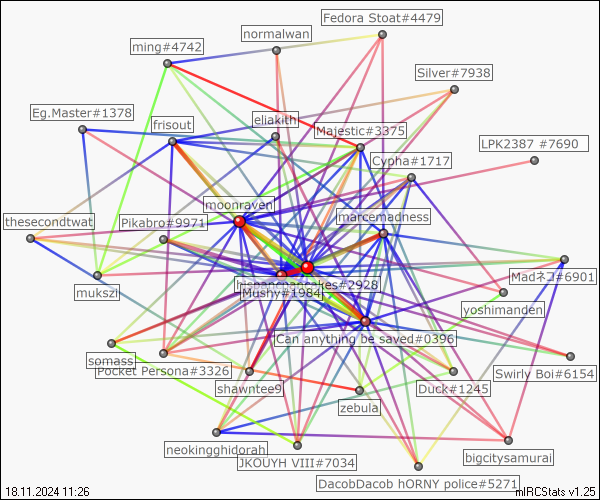 Fedora Stoat#4479
normalwan
ming#4742
Silver#7938
Eg.Master#1378
frisout
eliakith
Majestic#3375
LPK2387 #7690
Cypha#1717
moonraven
marcemadness
thesecondtwat
Pikabro#9971
Madネコ#6901
hispanicpancakes#2928
mukszi
Mushy#1984
yoshimanden
Can anything be saved#0396
somass
Pocket Persona#3326
Swirly Boi#6154
shawntee9
Duck#1245
zebula
neokingghidorah
bigcitysamurai
JKOUYH VIII#7034
DacobDacob hORNY police#5271
18.11.2024 11:26
mIRCStats v1.25